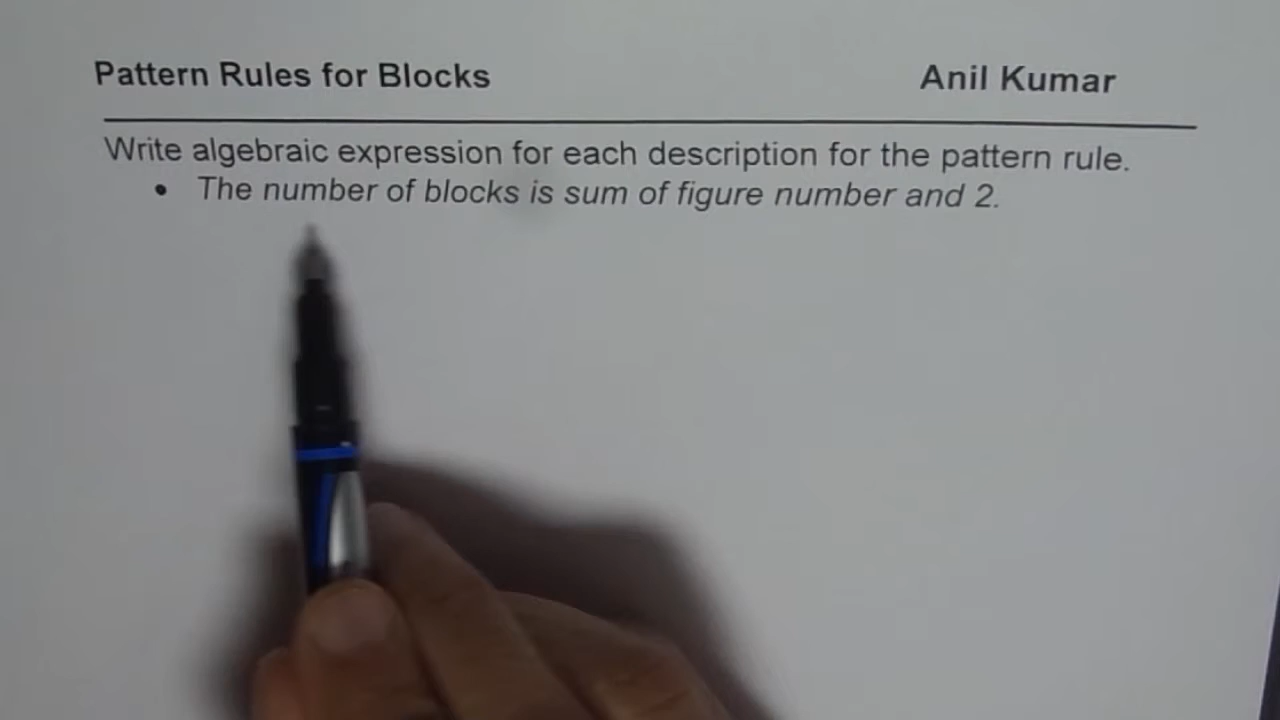 Pattern Rules for Blocks Anil Kumar
Write algebraic expression for each description for the pattern rule.
• The number of blocks is sum of figure number and 2.